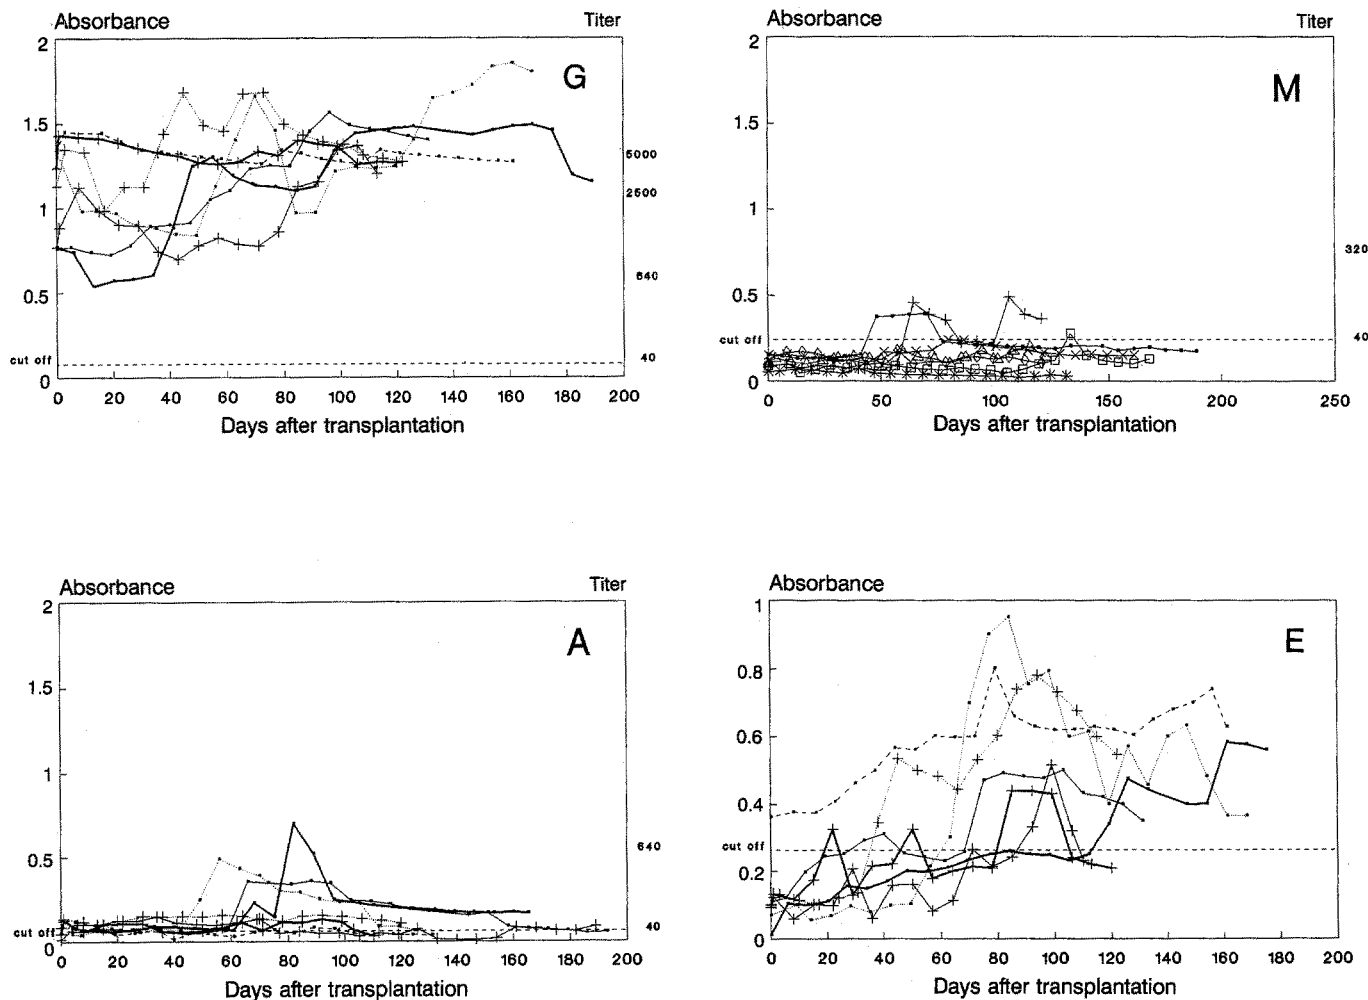 Absorbance Titer
2
G
1.5
5000
2500
1
640
0.5
cut off
40
0
0 20 40 60 80 100 120 140 160 180 200
Days after transplantation
Absorbance Titer
2
M
1.5
1
320
0.5
cut off
40
0
0 50 100 150 200 250
Days after transplantation
Absorbance Titer
2
A
1.5
1
640
0.5
cut off
40
0
0 20 40 60 80 100 120 140 160 180 200
Days after transplantation
Absorbance
1
E
0.8
0.6
0.4
cut off
0.2
0
0 20 40 60 80 100 120 140 160 180 200
Days after transplantation